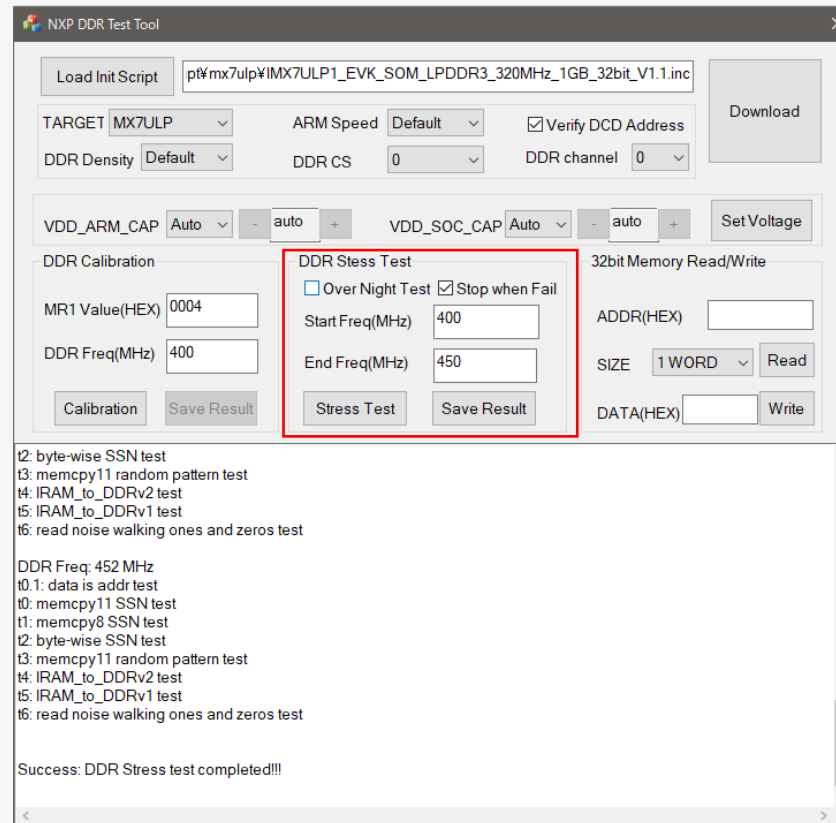 NXP DDR Test Tool
Load Init Script
pt¥mx7ulp¥IMX7ULP1_EVK_SOM_LPDDR3_320MHz_1GB_32bit_V1.1.inc
Download
TARGET MX7ULP ARM Speed Default Verify DCD Address
DDR Density Default DDR CS 0 DDR channel 0
VDD_ARM_CAP Auto - auto + VDD_SOC_CAP Auto - auto + Set Voltage
DDR Calibration
MR1 Value(HEX) 0004
DDR Freq(MHz) 400
Calibration Save Result
DDR Stess Test
Over Night Test Stop when Fail
Start Freq(MHz) 400
End Freq(MHz) 450
Stress Test Save Result
32bit Memory Read/Write
ADDR(HEX)
SIZE 1 WORD Read
DATA(HEX) Write
t2: byte-wise SSN test
t3: memcpy11 random pattern test
t4: IRAM_to_DDRv2 test
t5: IRAM_to_DDRv1 test
t6: read noise walking ones and zeros test
DDR Freq: 452 MHz
t0.1: data is addr test
t0: memcpy11 SSN test
t1: memcpy8 SSN test
t2: byte-wise SSN test
t3: memcpy11 random pattern test
t4: IRAM_to_DDRv2 test
t5: IRAM_to_DDRv1 test
t6: read noise walking ones and zeros test
Success: DDR Stress test completed!!!